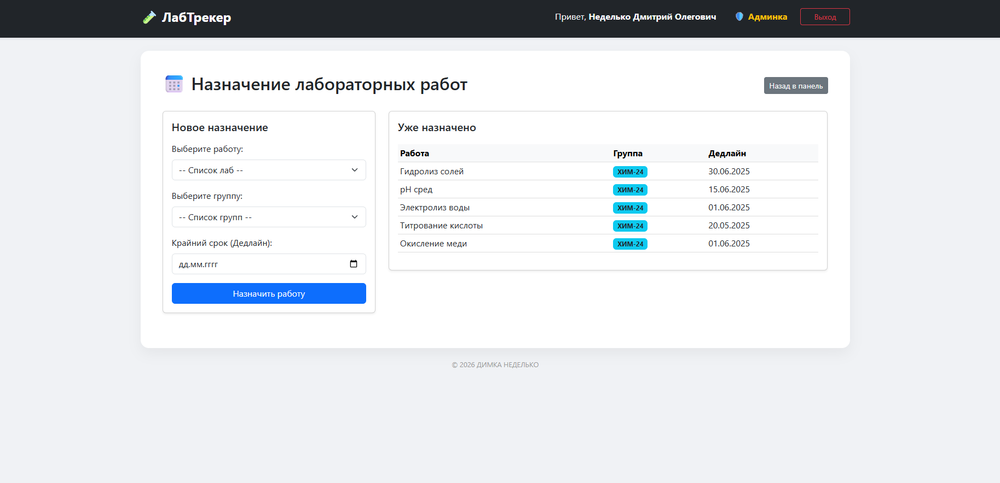 ЛабТрекер
Привет, Неделько Дмитрий Олегович
Админка
Выход
Назначение лабораторных работ
Назад в панель
Новое назначение
Выберите работу:
-- Список лаб --
Выберите группу:
-- Список групп --
Крайний срок (Дедлайн):
дд.мм.гггг
Назначить работу
Уже назначено
Работа Группа Дедлайн
Гидролиз солей ХИМ-24 30.06.2025
pH сред ХИМ-24 15.06.2025
Электролиз воды ХИМ-24 01.06.2025
Титрование кислоты ХИМ-24 20.05.2025
Окисление меди ХИМ-24 01.06.2025
© 2026 ДИМКА НЕДЕЛЬКО